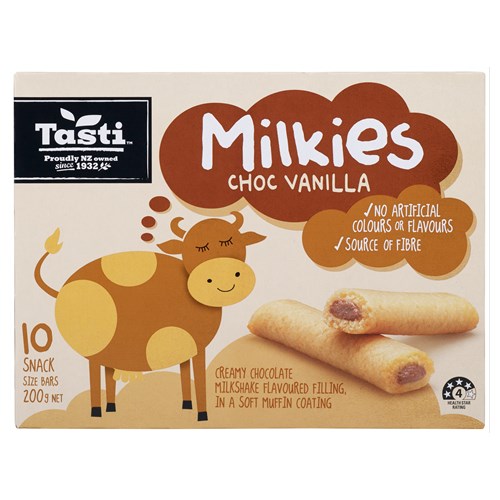 Tasti™
Proudly NZ owned
since 1932
Milkies
CHOC VANILLA
✓NO ARTIFICIAL
COLOURS OR FLAVOURS
✓SOURCE OF FIBRE
10
SNACK
SIZE BARS
200g NET
CREAMY CHOCOLATE
MILKSHAKE FLAVOURED FILLING,
IN A SOFT MUFFIN COATING
4
HEALTH STAR
RATING